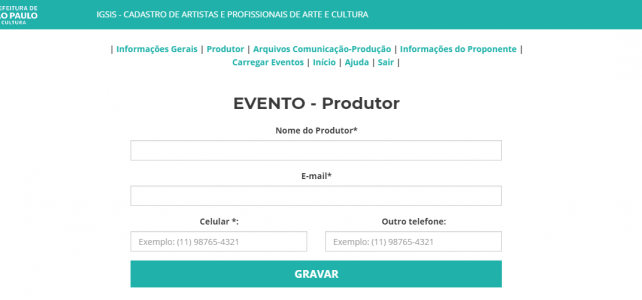 EFEITURA DE
ÃO PAULO
CULTURA
IGSIS - CADASTRO DE ARTISTAS E PROFISSIONAIS DE ARTE E CULTURA
| Informações Gerais | Produtor | Arquivos Comunicação-Produção | Informações do Proponente |
Carregar Eventos | Início | Ajuda | Sair |
EVENTO - Produtor
Nome do Produtor*
E-mail*
Celular *: Outro telefone:
Exemplo: (11) 98765-4321 Exemplo: (11) 98765-4321
GRAVAR